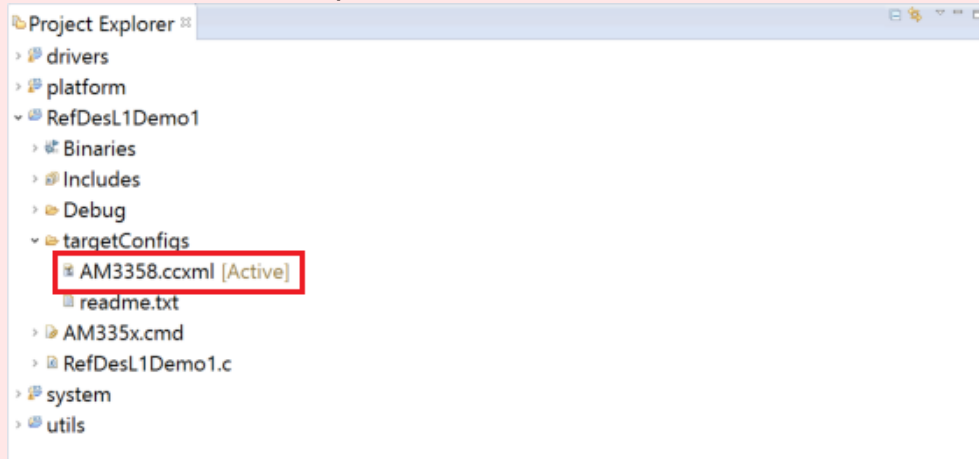 Project Explorer
drivers
platform
RefDesL1Demo1
Binaries
Includes
Debug
targetConfigs
AM3358.ccxml [Active]
readme.txt
AM335x.cmd
RefDesL1Demo1.c
system
utils